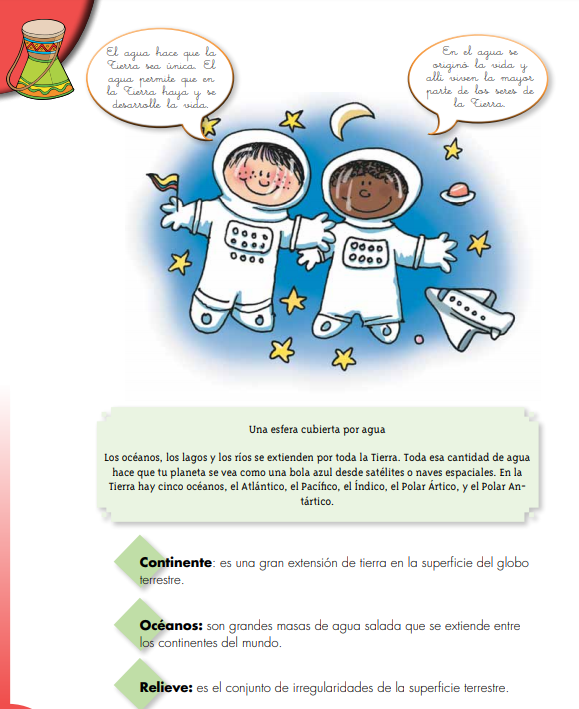 El agua hace que la
Tierra sea única. El
agua permite que en
la Tierra haya y se
desarrolle la vida.
En el agua se
originó la vida y
allí viven la mayor
parte de los seres de
la Tierra.
Una esfera cubierta por agua
Los océanos, los lagos y los ríos se extienden por toda la Tierra. Toda esa cantidad de agua
hace que tu planeta se vea como una bola azul desde satélites o naves espaciales. En la
Tierra hay cinco océanos, el Atlántico, el Pacífico, el Índico, el Polar Ártico, y el Polar An-
tártico.
Continente: es una gran extensión de tierra en la superficie del globo
terrestre.
Océanos: son grandes masas de agua salada que se extiende entre
los continentes del mundo.
Relieve: es el conjunto de irregularidades de la superficie terrestre.